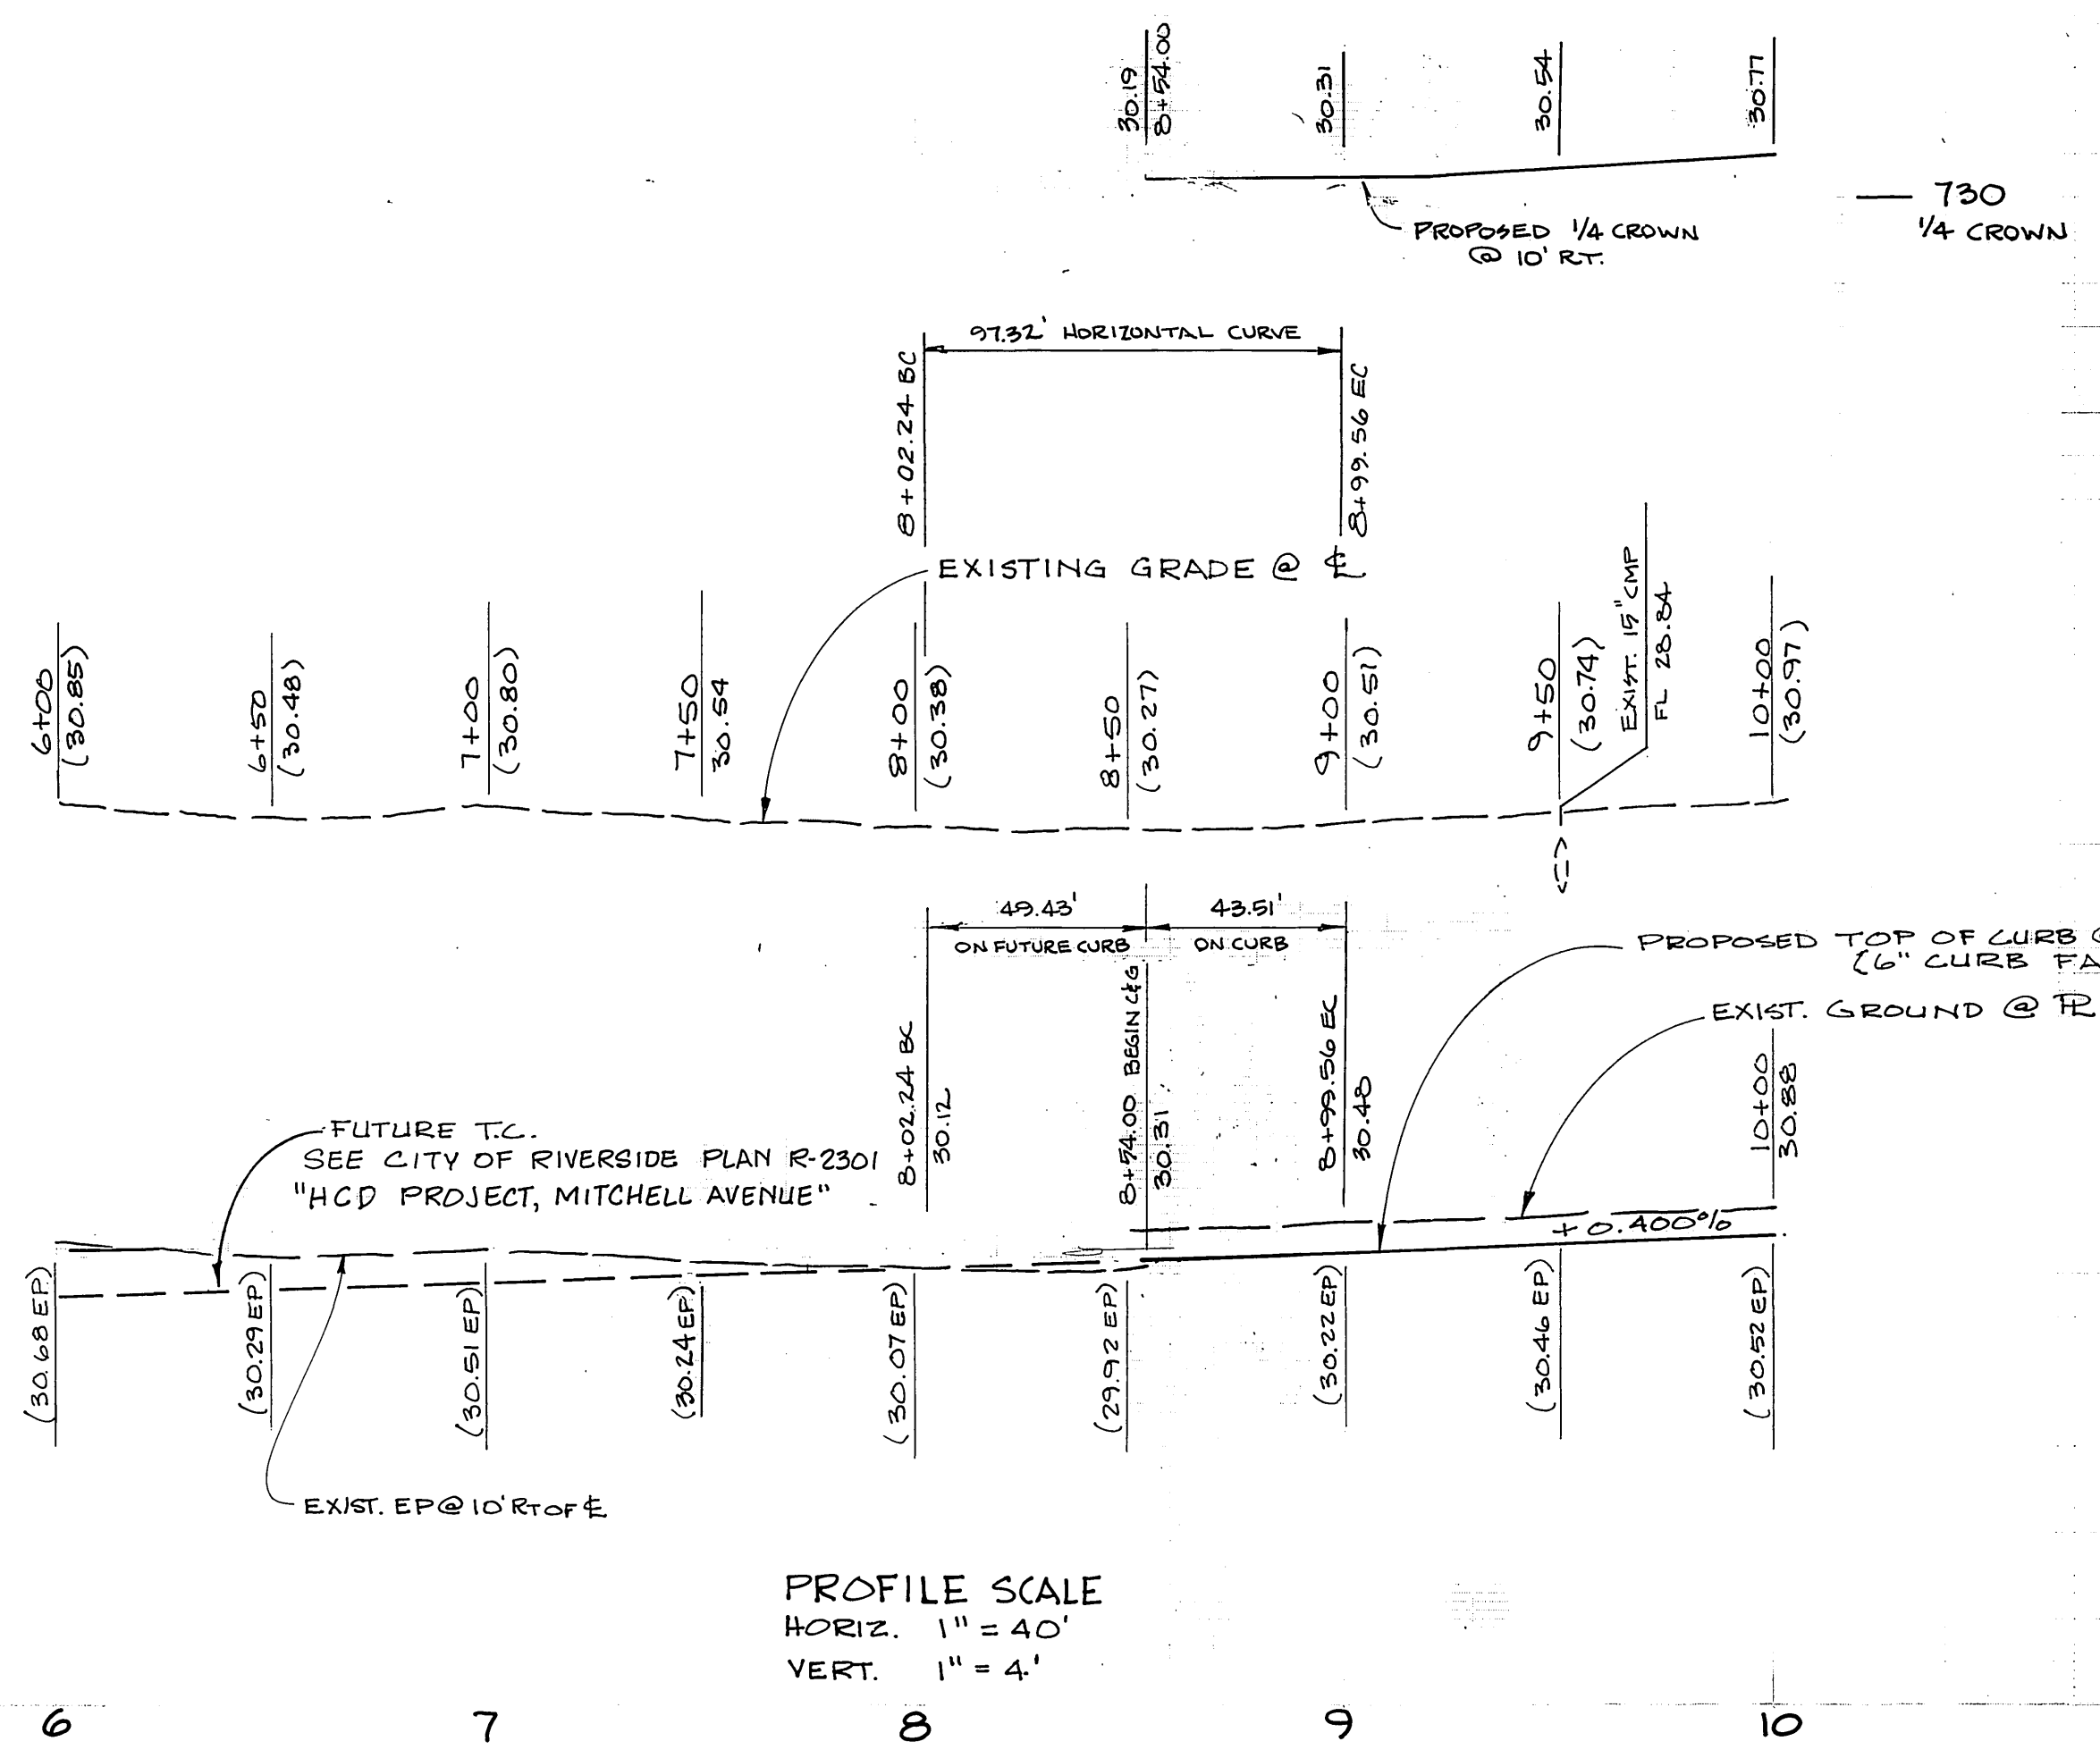 30.19
8+54.00
30.31
30.54
30.77
730
1/4 CROWN
PROPOSED 1/4 CROWN
@ 10' RT.
97.32' HORIZONTAL CURVE
8+02.24 BC
8+99.56 EC
EXISTING GRADE @ ℄
6+00
(30.85)
6+50
(30.48)
7+00
(30.80)
7+50
30.54
8+00
(30.38)
8+50
(30.27)
9+00
(30.51)
9+50
(30.74)
EXIST. 15" CMP
FL 28.84
10+00
(30.97)
49.43'
ON FUTURE CURB
43.51'
ON CURB
PROPOSED TOP OF CURB
(6" CURB
EXIST. GROUND @ PL
8+02.24 BC
30.12
8+54.00 BEGIN C&G
30.31
8+99.56 EC
30.48
10+00
30.88
FUTURE T.C.
SEE CITY OF RIVERSIDE PLAN R-2301
"HCD PROJECT, MITCHELL AVENUE"
+0.400%
(30.68 EP)
(30.29 EP)
(30.51 EP)
(30.24 EP)
(30.07 EP)
(29.92 EP)
(30.22 EP)
(30.46 EP)
(30.52 EP)
EXIST. EP @ 10' RT OF ℄
PROFILE SCALE
HORIZ. 1" = 40'
VERT. 1" = 4.'
6 7 8 9 10